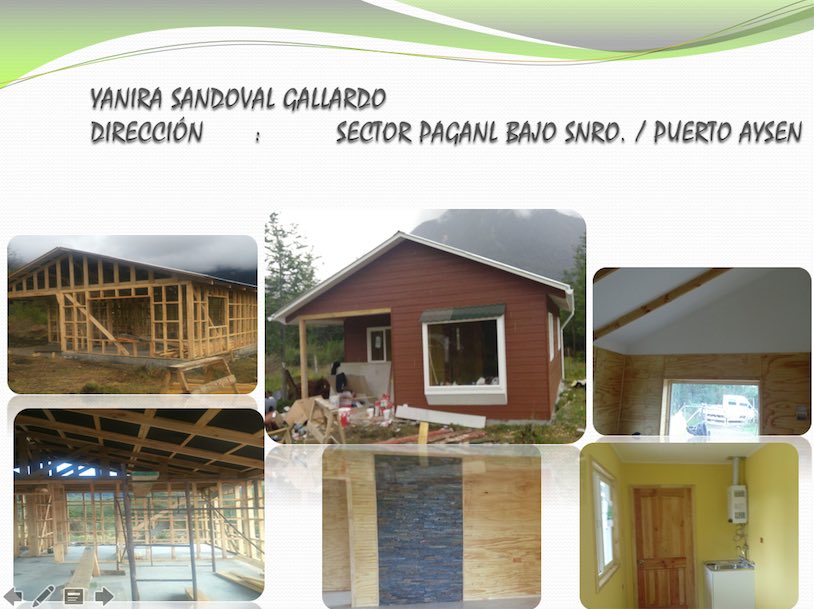 YANIRA SANDOVAL GALLARDO
DIRECCIÓN : SECTOR PAGANL BAJO SNRO. / PUERTO AYSEN